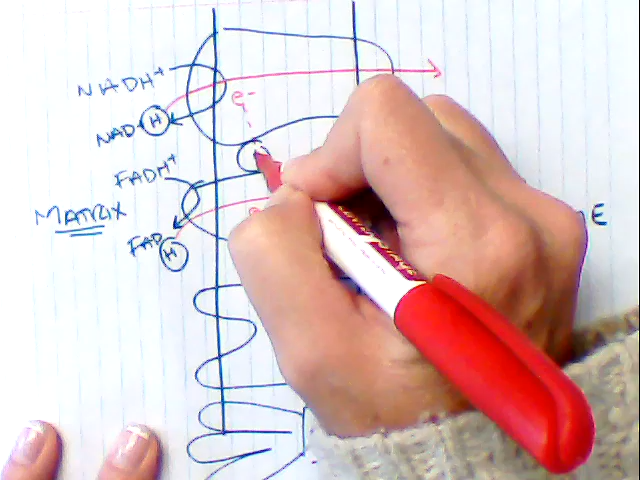 NADH+
e-
NAD H
FADH+
MATRIX
FAD H
E